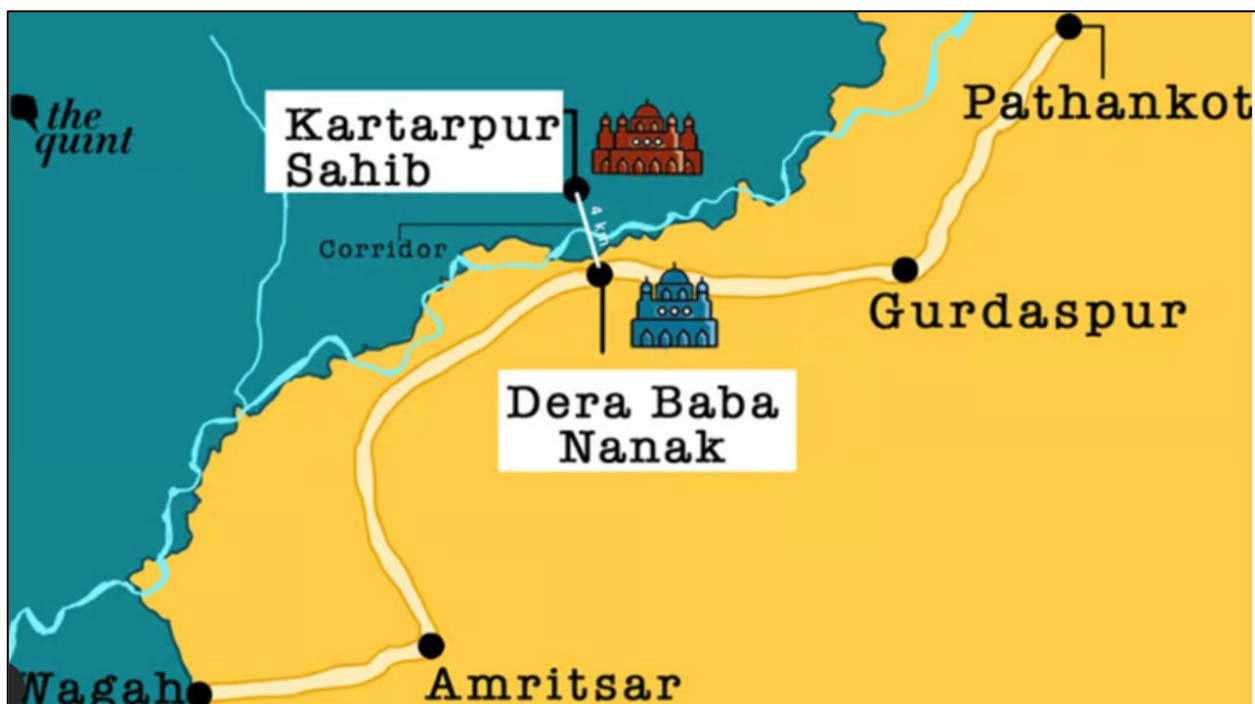 the
quint
Kartarpur
Sahib
Pathankot
4 km
Corridor
Gurdaspur
Dera Baba
Nanak
Amritsar
Wagah